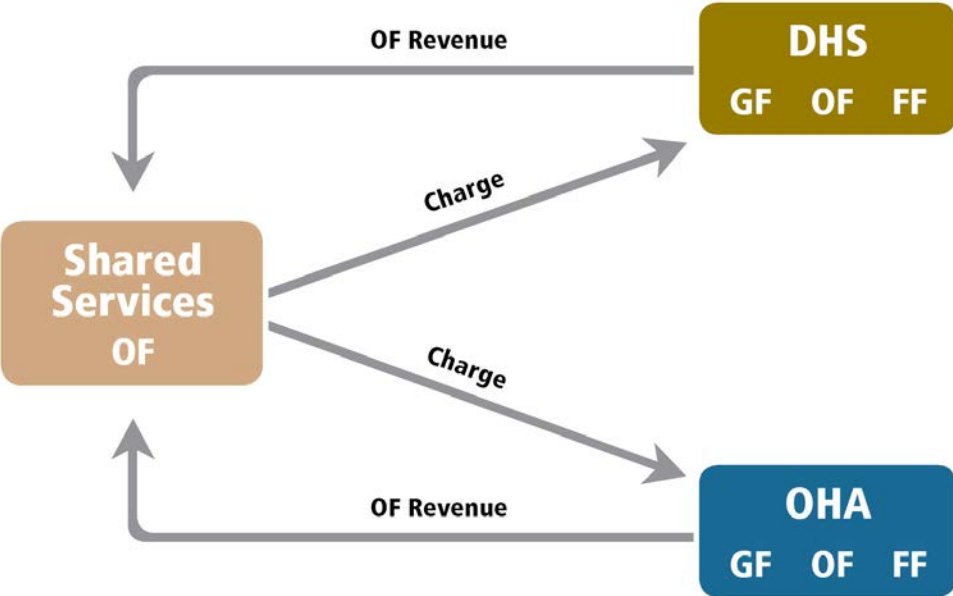 OF Revenue
DHS
GF OF FF
Charge
Shared
Services
OF
Charge
OF Revenue
OHA
GF OF FF